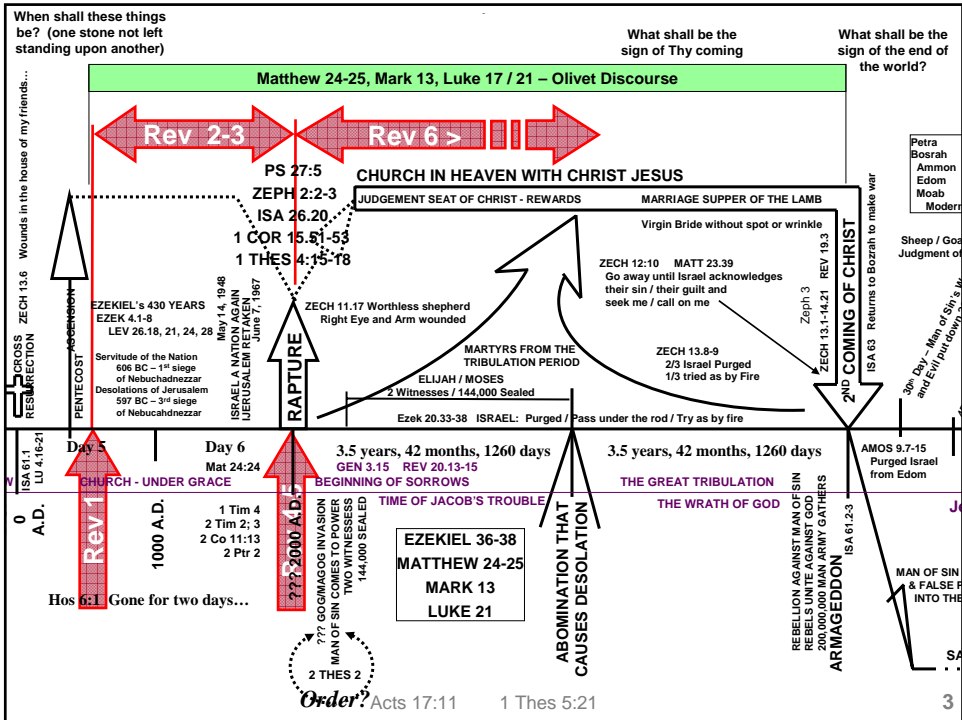 When shall these things
be? (one stone not left
standing upon another)
What shall be the
sign of Thy coming
What shall be the
sign of the end of
the world?
Matthew 24-25, Mark 13, Luke 17 / 21 – Olivet Discourse
Rev 2-3
Rev 6 >
ZECH 13.6 Wounds in the house of my friends…
PS 27:5
ZEPH 2:2-3
ISA 26.20
1 COR 15.51-53
1 THES 4:15-18
CHURCH IN HEAVEN WITH CHRIST JESUS
JUDGEMENT SEAT OF CHRIST - REWARDS
MARRIAGE SUPPER OF THE LAMB
Virgin Bride without spot or wrinkle
Petra
Bosrah
Ammon
Edom
Moab
Modern
Sheep / Goa
Judgment of
ZECH 12:10 MATT 23.39
Go away until Israel acknowledges
their sin / their guilt and
seek me / call on me
Zeph 3
ZECH 13.1-14.21 REV 19.3
2ND COMING OF CHRIST
ISA 63 Returns to Bozrah to make war
30th Day – Man of Sin's W
and Evil put down
CROSS
RESURRECTION
ASCENSION
PENTECOST
EZEKIEL's 430 YEARS
EZEK 4.1-8
LEV 26.18, 21, 24, 28
Servitude of the Nation
606 BC – 1st siege
of Nebuchadnezzar
Desolations of Jerusalem
597 BC – 3rd siege
of Nebucahdnezzar
May 14, 1948
ISRAEL A NATION AGAIN
June 7, 1967
IJERUSALEM RETAKEN
RAPTURE
ZECH 11.17 Worthless shepherd
Right Eye and Arm wounded
MARTYRS FROM THE
TRIBULATION PERIOD
ELIJAH / MOSES
2 Witnesses / 144,000 Sealed
ZECH 13.8-9
2/3 Israel Purged
1/3 tried as by Fire
Ezek 20.33-38 ISRAEL: Purged / Pass under the rod / Try as by fire
ISA 61.1
LU 4.16-21
Day 5
Day 6
Mat 24:24
3.5 years, 42 months, 1260 days
3.5 years, 42 months, 1260 days
GEN 3.15 REV 20.13-15
AMOS 9.7-15
Purged Israel
from Edom
W
CHURCH - UNDER GRACE
BEGINNING OF SORROWS
THE GREAT TRIBULATION
TIME OF JACOB'S TROUBLE
THE WRATH OF GOD
Je
0
A.D.
Rev 1
1000 A.D.
1 Tim 4
2 Tim 2; 3
2 Co 11:13
2 Ptr 2
??? 2000 A.D.
??? GOG/MAGOG INVASION
MAN OF SIN COMES TO POWER
TWO WITNESSESS
144,000 SEALED
EZEKIEL 36-38
MATTHEW 24-25
MARK 13
LUKE 21
ABOMINATION THAT
CAUSES DESOLATION
REBELLION AGAINST MAN OF SIN
REBELS UNITE AGAINST GOD
200,000,000 MAN ARMY GATHERS
ARMAGEDDON
ISA 61.2-3
MAN OF SIN
& FALSE P
INTO THE
SA
Hos 6:1 Gone for two days…
2 THES 2
Order?
Acts 17:11
1 Thes 5:21
3